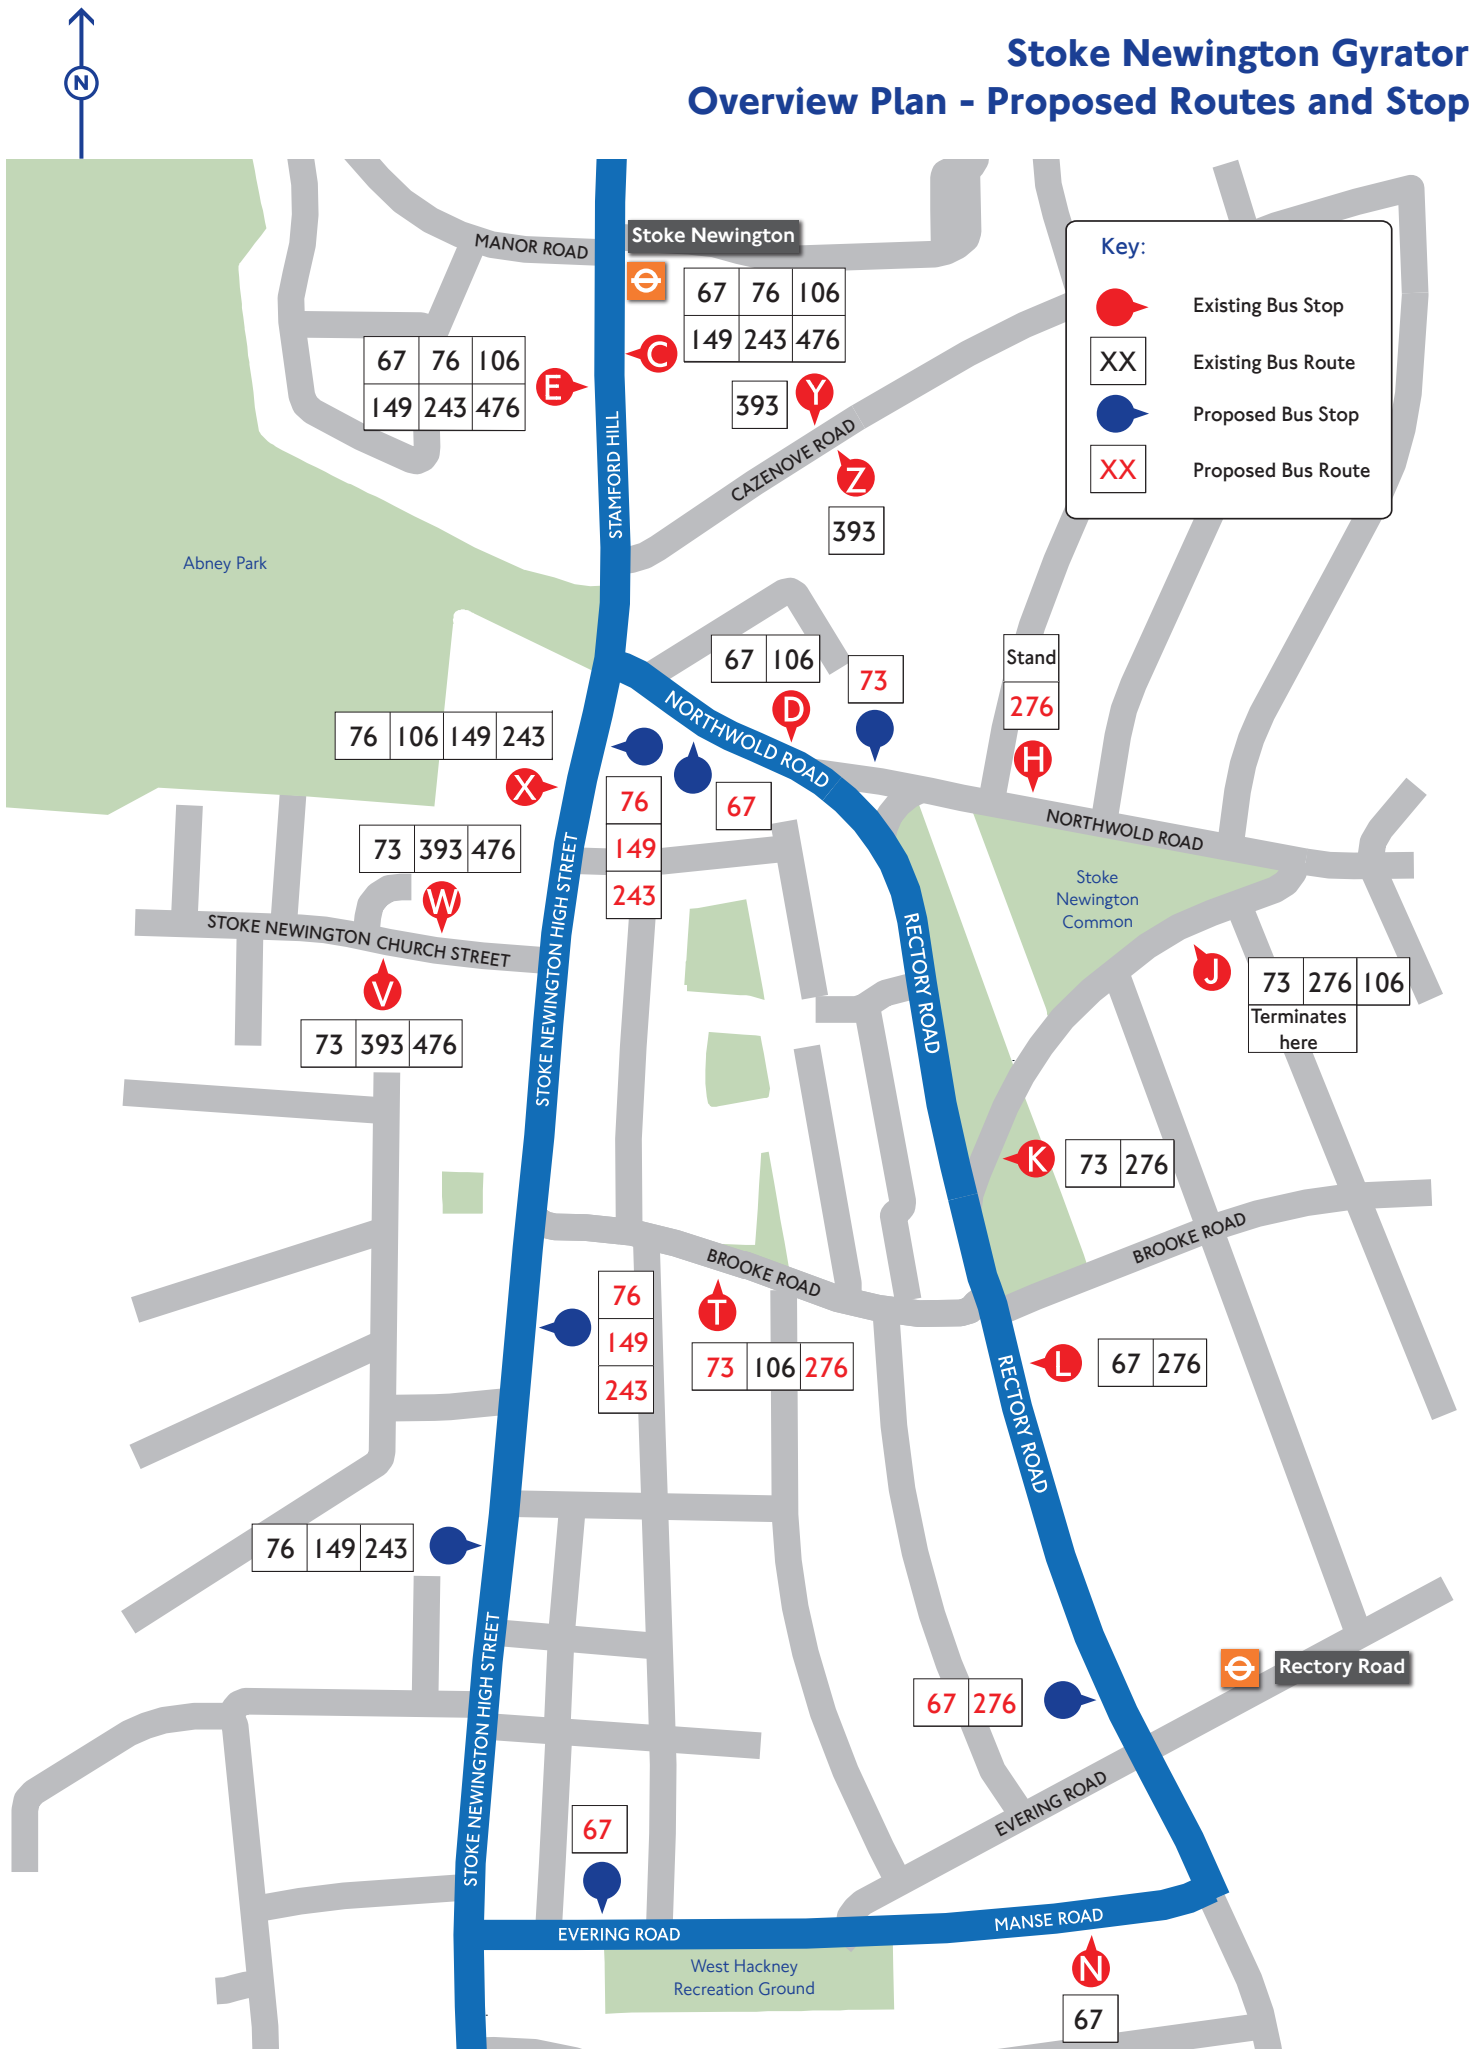 N
Stoke Newington Gyrator
Overview Plan - Proposed Routes and Stop
MANOR ROAD
Stoke Newington
67 76 106
149 243 476
C
67 76 106
149 243 476
E
STAMFORD HILL
393
Y
CAZENOVE ROAD
Z
393
Key:
Existing Bus Stop
XX
Existing Bus Route
Proposed Bus Stop
XX
Proposed Bus Route
Abney Park
67 106
D
73
Stand
276
H
NORTHWOLD ROAD
76 106 149 243
X
76
149
243
67
NORTHWOLD ROAD
73 393 476
W
STOKE NEWINGTON CHURCH STREET
V
73 393 476
STOKE NEWINGTON HIGH STREET
Stoke
Newington
Common
RECTORY ROAD
J
73 276 106
Terminates
here
K
73 276
BROOKE ROAD
BROOKE ROAD
76
149
243
T
73 106 276
L
67 276
RECTORY ROAD
76 149 243
STOKE NEWINGTON HIGH STREET
Rectory Road
67 276
EVERING ROAD
67
EVERING ROAD
MANSE ROAD
West Hackney
Recreation Ground
N
67